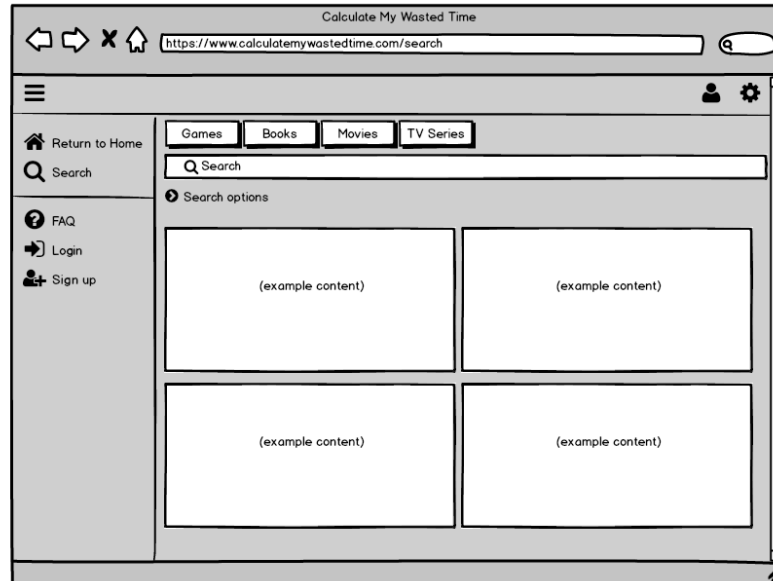 Calculate My Wasted Time
https://www.calculatemywastedtime.com/search
Return to Home
Search
FAQ
Login
Sign up
Games Books Movies TV Series
Search
Search options
(example content) (example content)
(example content) (example content)